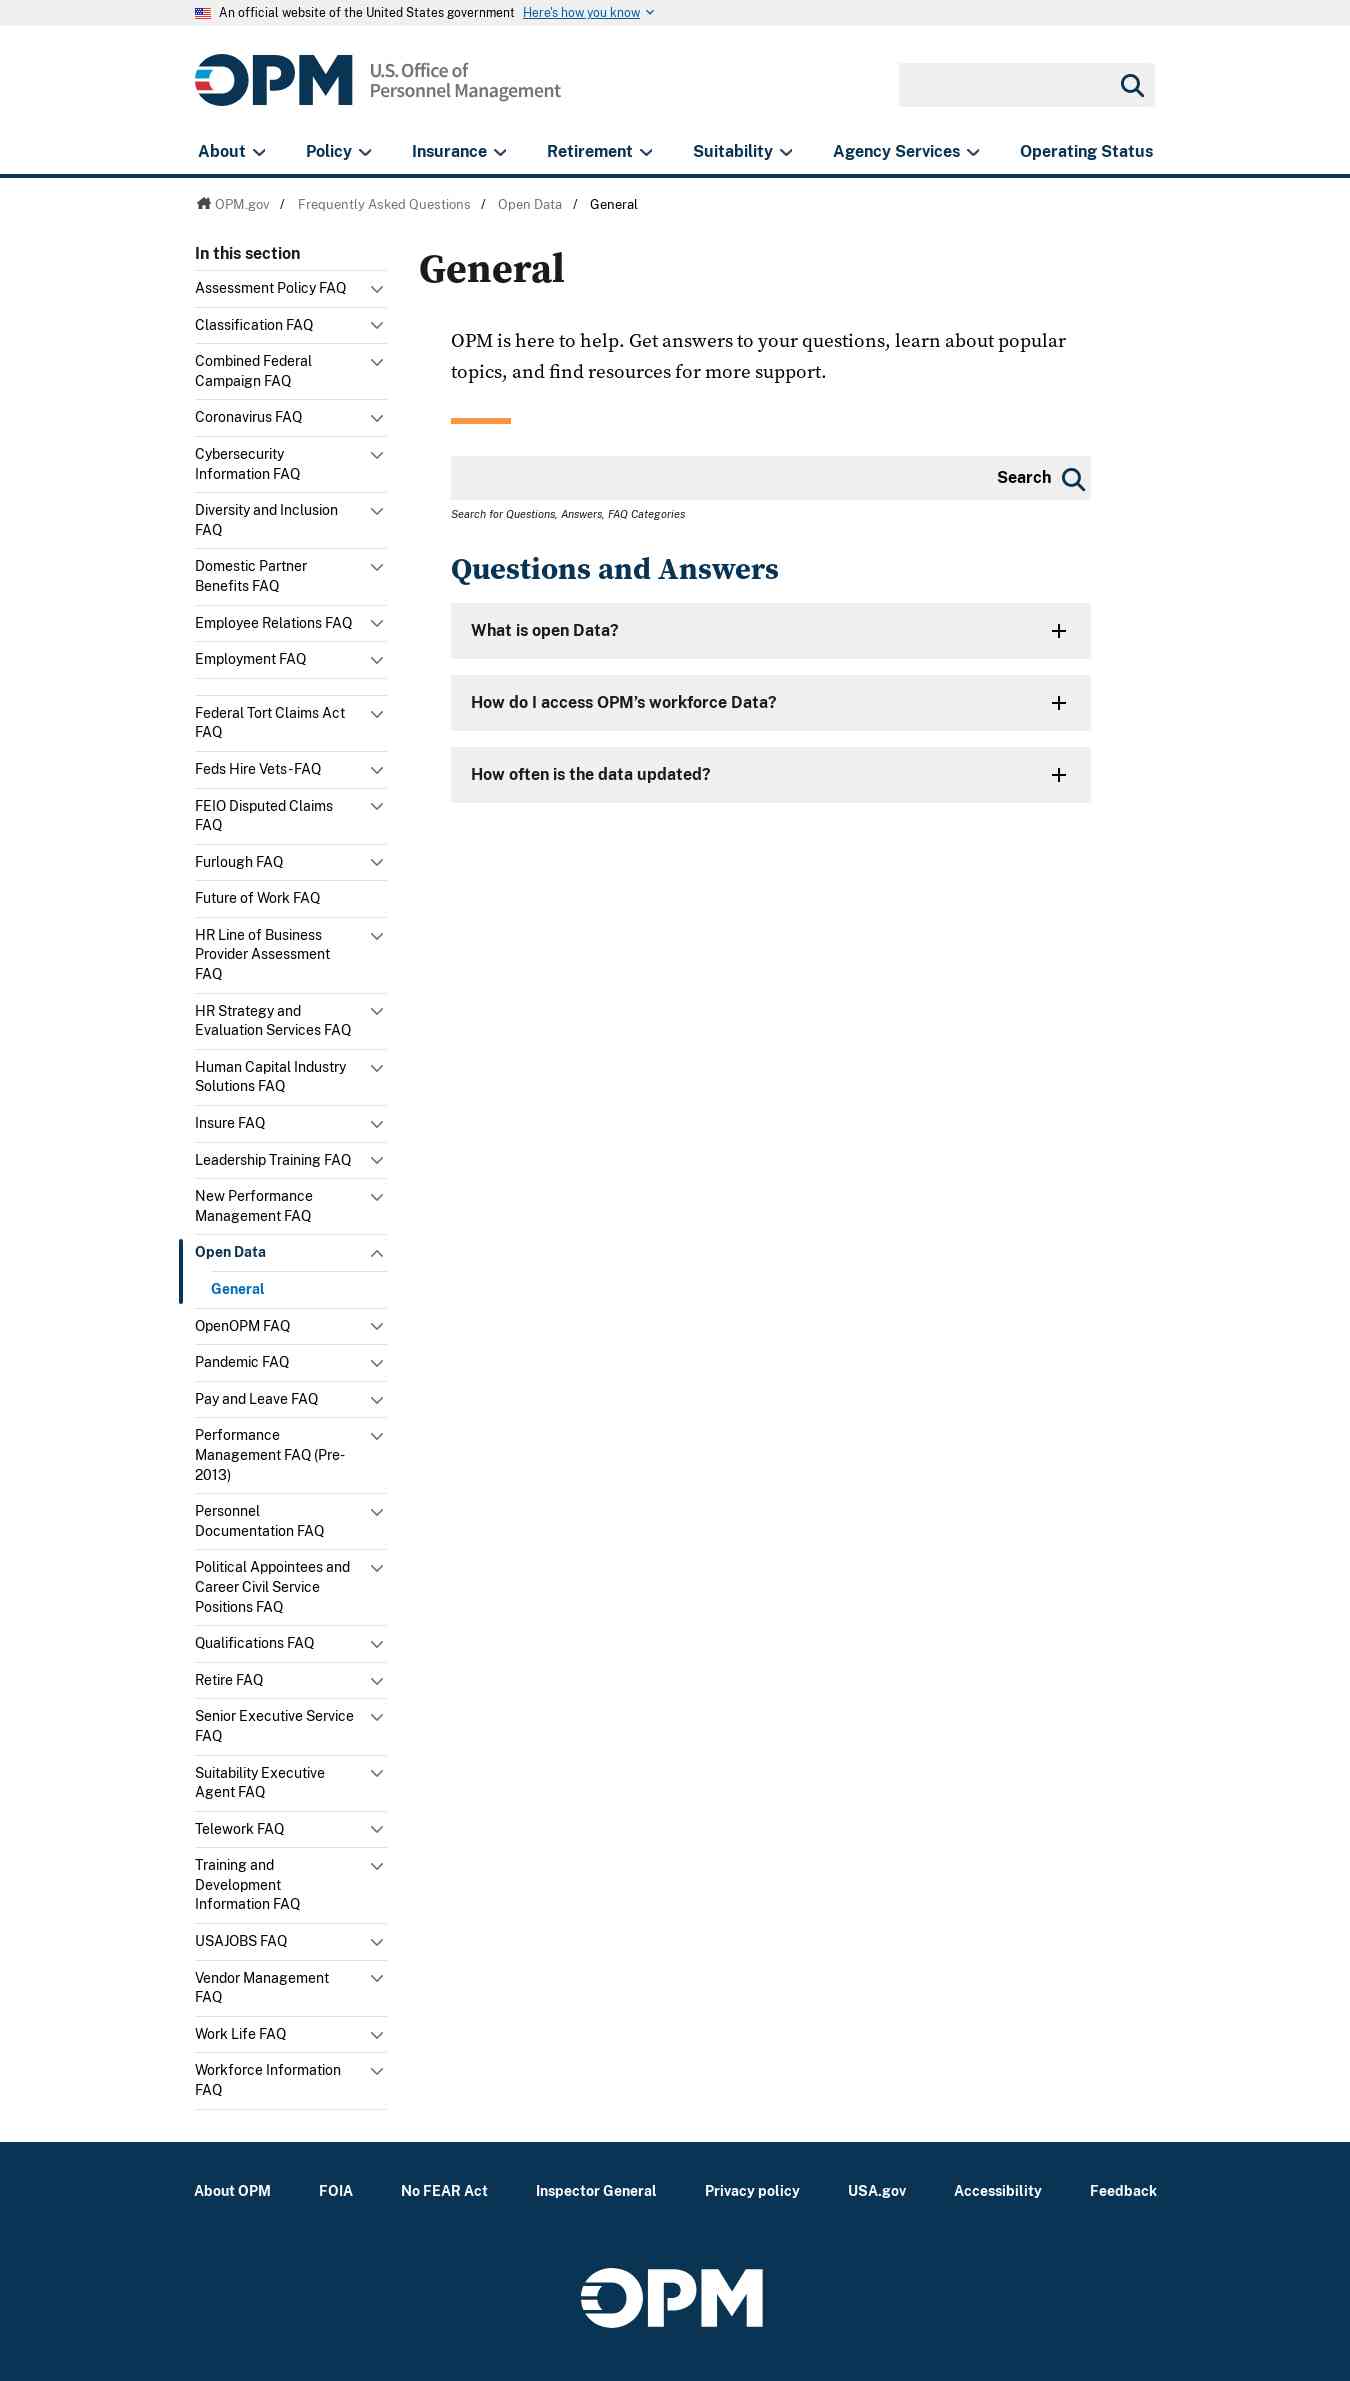 An official website of the United States government Here's how you know
OPM U.S. Office of
Personnel Management
About Policy Insurance Retirement Suitability Agency Services Operating Status
OPM.gov / Frequently Asked Questions / Open Data / General
In this section
Assessment Policy FAQ
Classification FAQ
Combined Federal
Campaign FAQ
Coronavirus FAQ
Cybersecurity
Information FAQ
Diversity and Inclusion
FAQ
Domestic Partner
Benefits FAQ
Employee Relations FAQ
Employment FAQ
Federal Tort Claims Act
FAQ
Feds Hire Vets-FAQ
FEIO Disputed Claims
FAQ
Furlough FAQ
Future of Work FAQ
HR Line of Business
Provider Assessment
FAQ
HR Strategy and
Evaluation Services FAQ
Human Capital Industry
Solutions FAQ
Insure FAQ
Leadership Training FAQ
New Performance
Management FAQ
Open Data
General
OpenOPM FAQ
Pandemic FAQ
Pay and Leave FAQ
Performance
Management FAQ (Pre-
2013)
Personnel
Documentation FAQ
Political Appointees and
Career Civil Service
Positions FAQ
Qualifications FAQ
Retire FAQ
Senior Executive Service
FAQ
Suitability Executive
Agent FAQ
Telework FAQ
Training and
Development
Information FAQ
USAJOBS FAQ
Vendor Management
FAQ
Work Life FAQ
Workforce Information
FAQ
General
OPM is here to help. Get answers to your questions, learn about popular
topics, and find resources for more support.
Search
Search for Questions, Answers, FAQ Categories
Questions and Answers
What is open Data?
How do I access OPM's workforce Data?
How often is the data updated?
About OPM FOIA No FEAR Act Inspector General Privacy policy USA.gov Accessibility Feedback
OPM